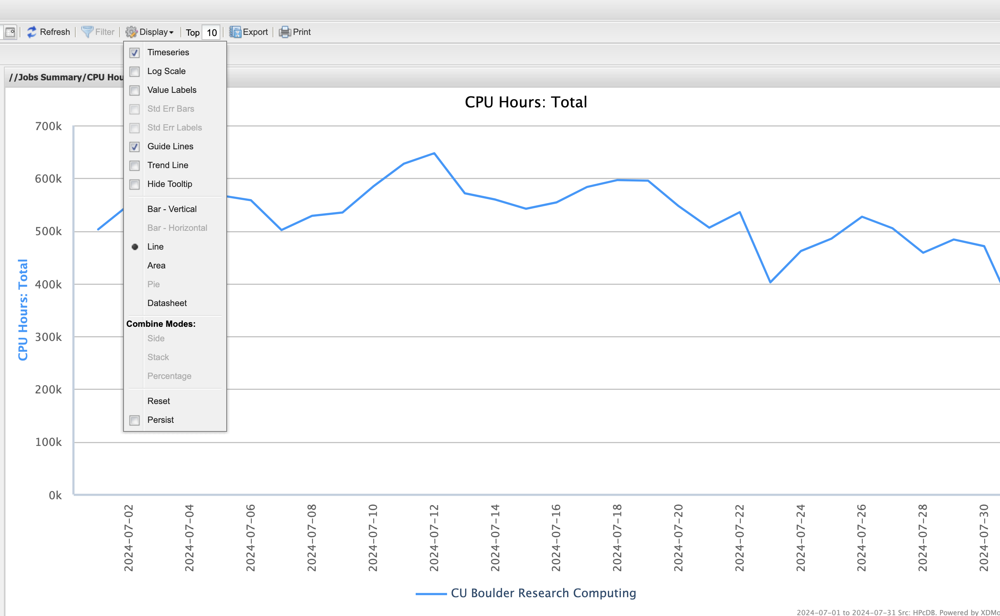 Refresh Filter Display Top 10 Export Print
//Jobs Summary/CPU Hou
Timeseries
Log Scale
Value Labels
Std Err Bars
Std Err Labels
Guide Lines
Trend Line
Hide Tooltip
Bar - Vertical
Bar - Horizontal
Line
Area
Pie
Datasheet
Combine Modes:
Side
Stack
Percentage
Reset
Persist
CPU Hours: Total
CPU Hours: Total
700k
600k
500k
400k
300k
200k
100k
0k
2024-07-02
2024-07-04
2024-07-06
2024-07-08
2024-07-10
2024-07-12
2024-07-14
2024-07-16
2024-07-18
2024-07-20
2024-07-22
2024-07-24
2024-07-26
2024-07-28
2024-07-30
CU Boulder Research Computing
2024-07-01 to 2024-07-31 Src: HPcDB. Powered by XDMo